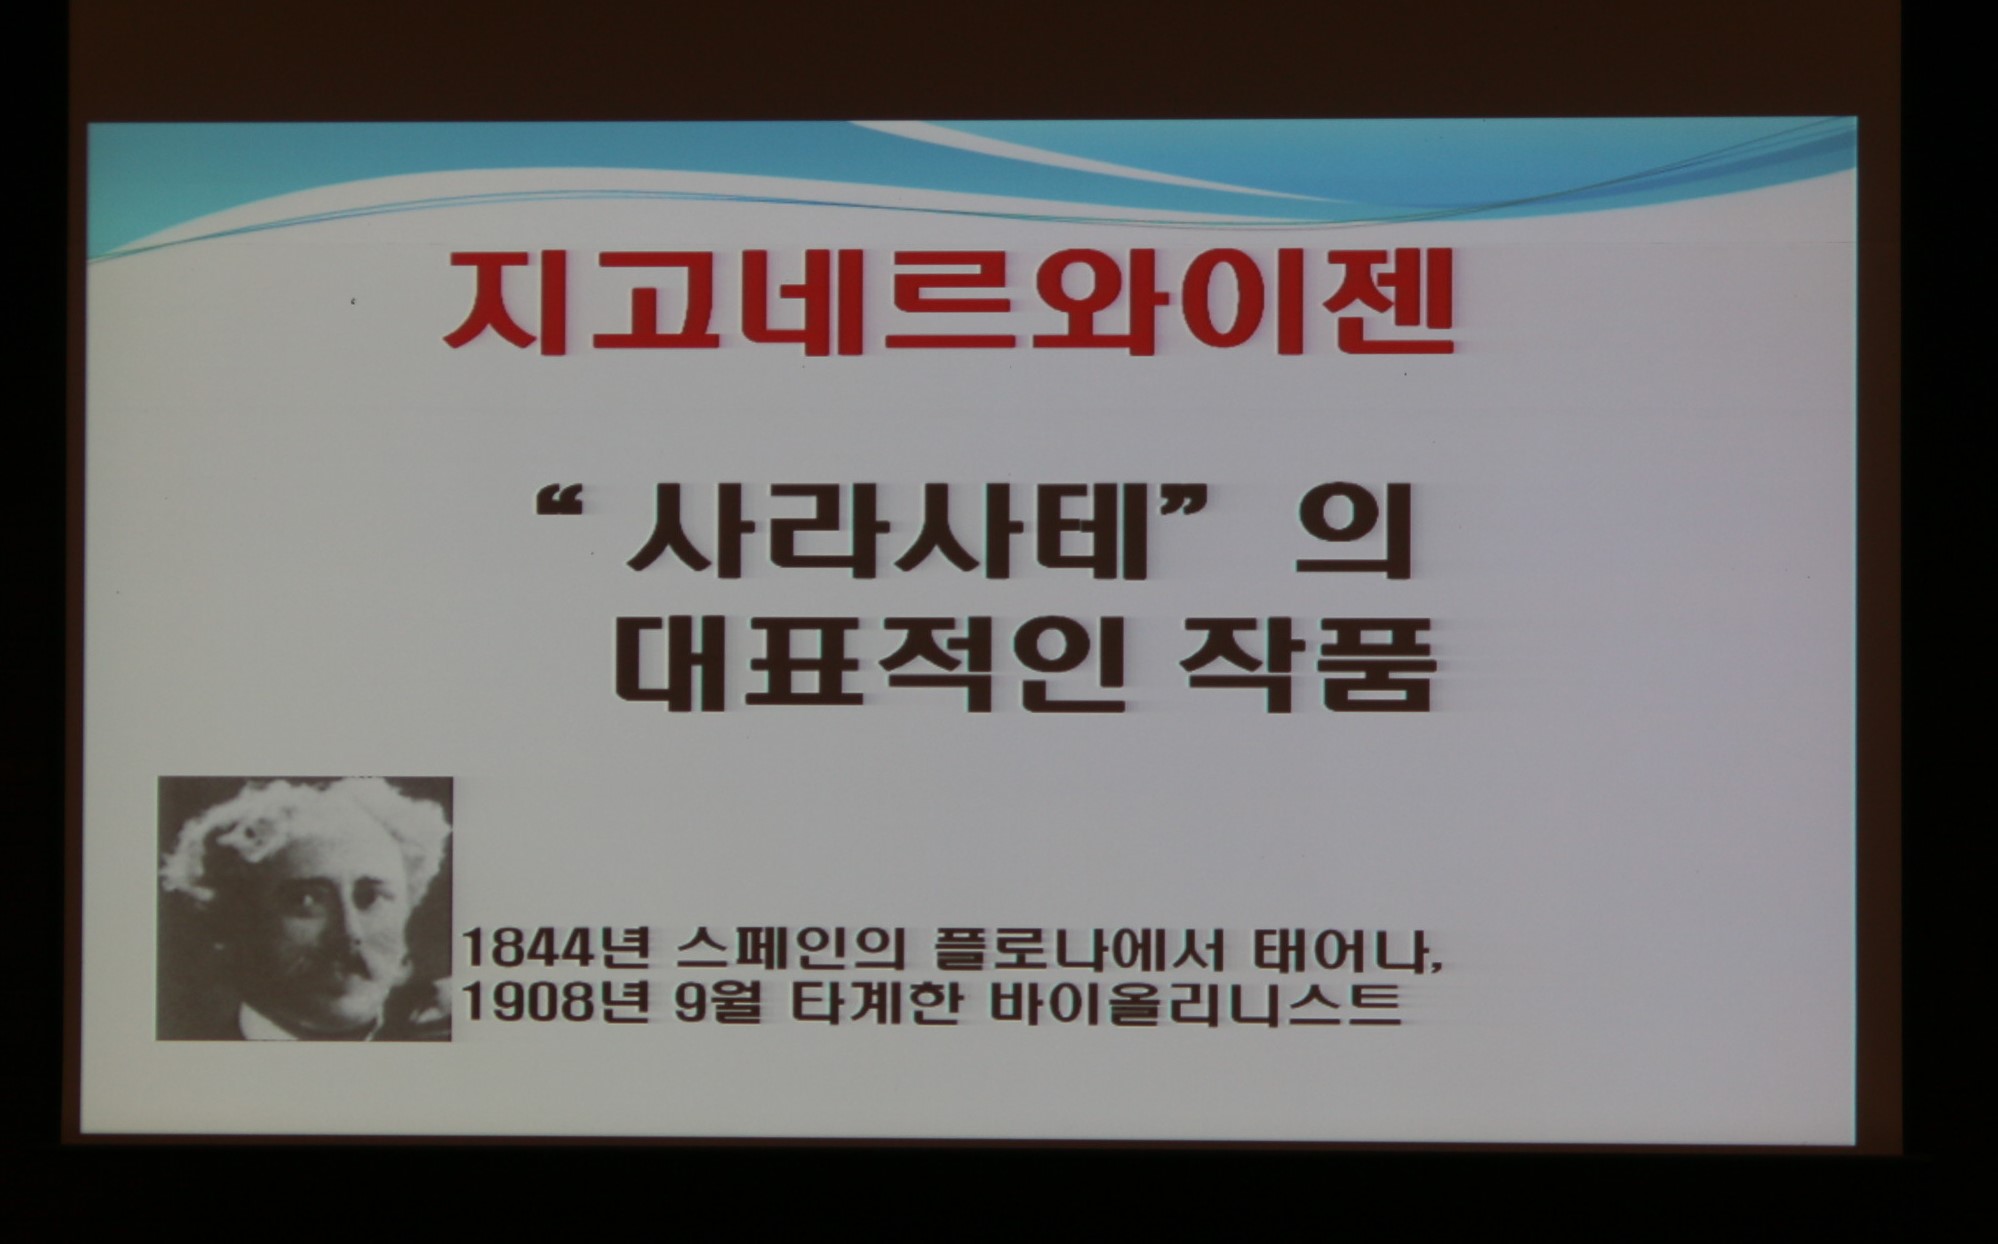 지고네르와이젠
“ 사라사테” 의
대표적인 작품
1844년 스페인의 플로나에서 태어나,
1908년 9월 타계한 바이올리니스트